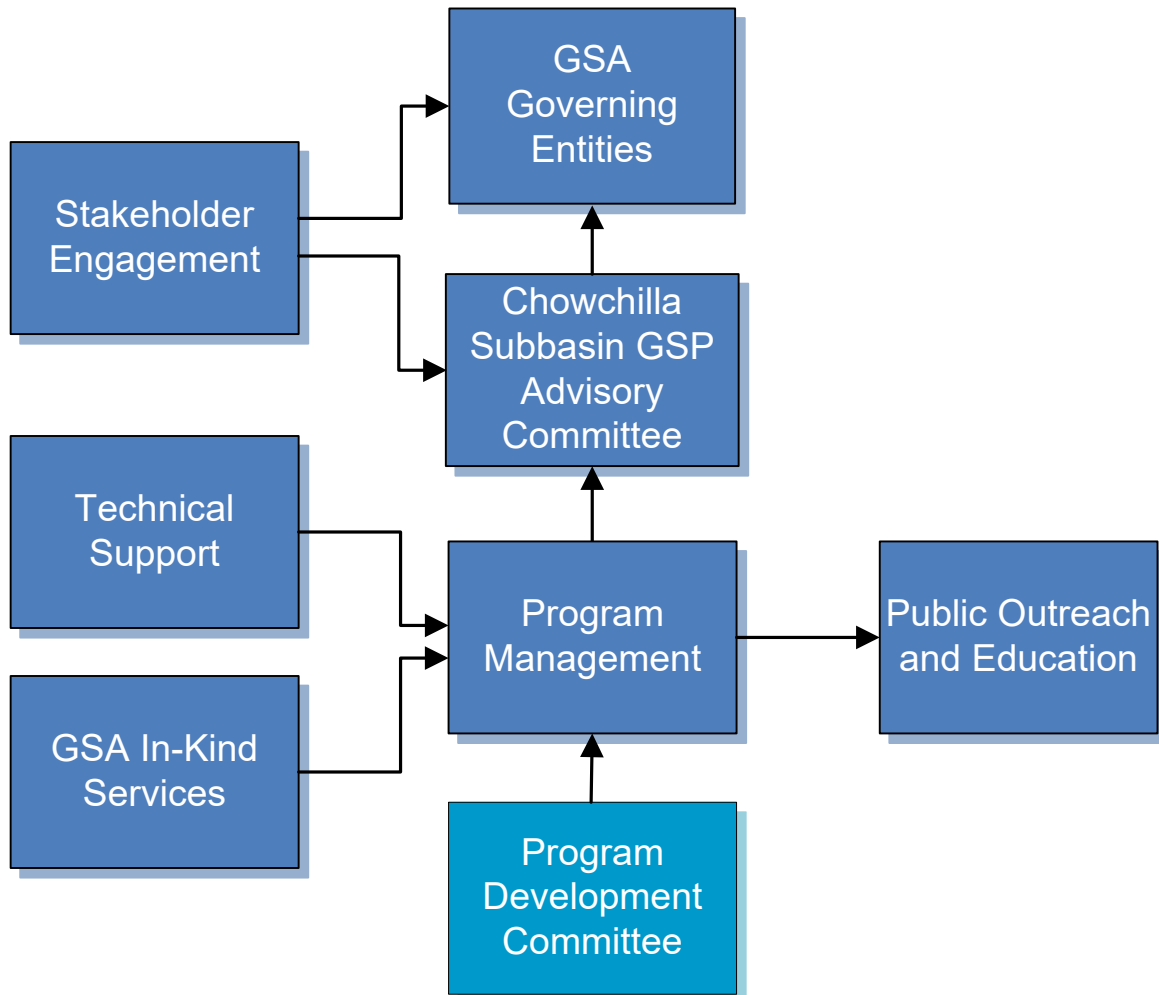 GSA
Governing
Entities
Stakeholder
Engagement
Chowchilla
Subbasin GSP
Advisory
Committee
Technical
Support
Program
Management
Public Outreach
and Education
GSA In-Kind
Services
Program
Development
Committee